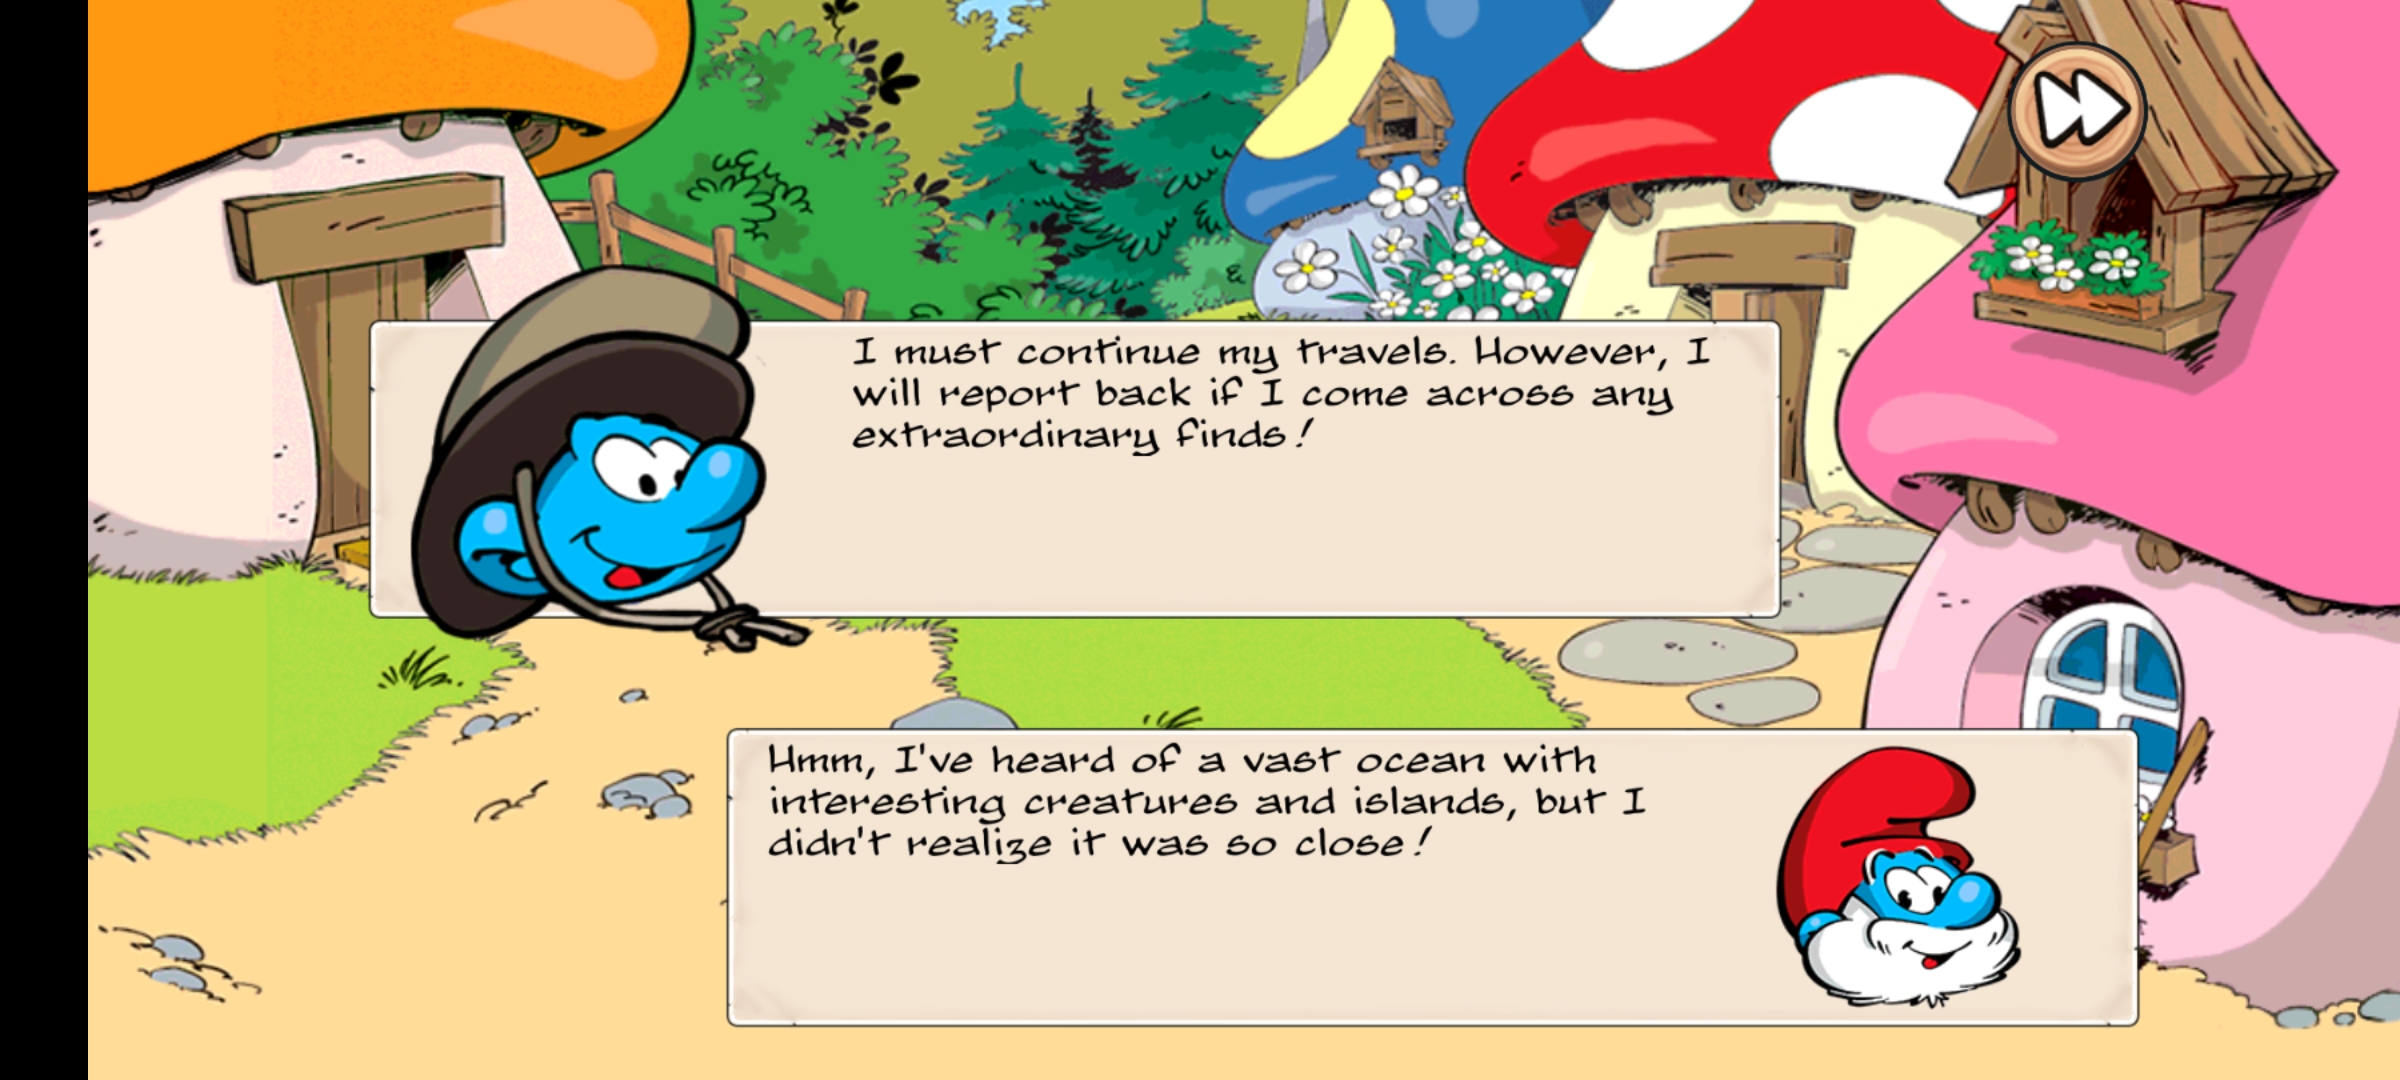 I must continue my travels. However, I
will report back if I come across any
extraordinary finds!
Hmm, I've heard of a vast ocean with
interesting creatures and islands, but I
didn't realize it was so close!